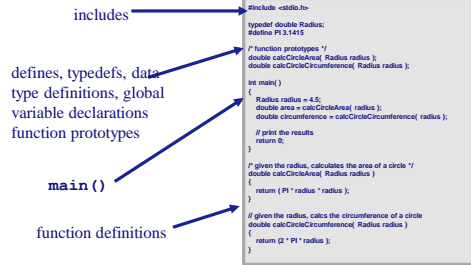 includes
defines, typedefs, data
type definitions, global
variable declarations
function prototypes
main()
function definitions
#include <stdio.h>
typedef double Radius;
#define PI 3.1415
/* function prototypes */
double calcCircleArea( Radius radius );
double calcCircleCircumference( Radius radius );
int main( )
{
Radius radius = 4.5;
double area = calcCircleArea( radius );
double circumference = calcCircleCircumference( radius );
// print the results
return 0;
}
/* given the radius, calculates the area of a circle */
double calcCircleArea( Radius radius )
{
return ( PI * radius * radius );
}
// given the radius, calcs the circumference of a circle
double calcCircleCircumference( Radius radius )
{
return (2 * PI * radius );
}